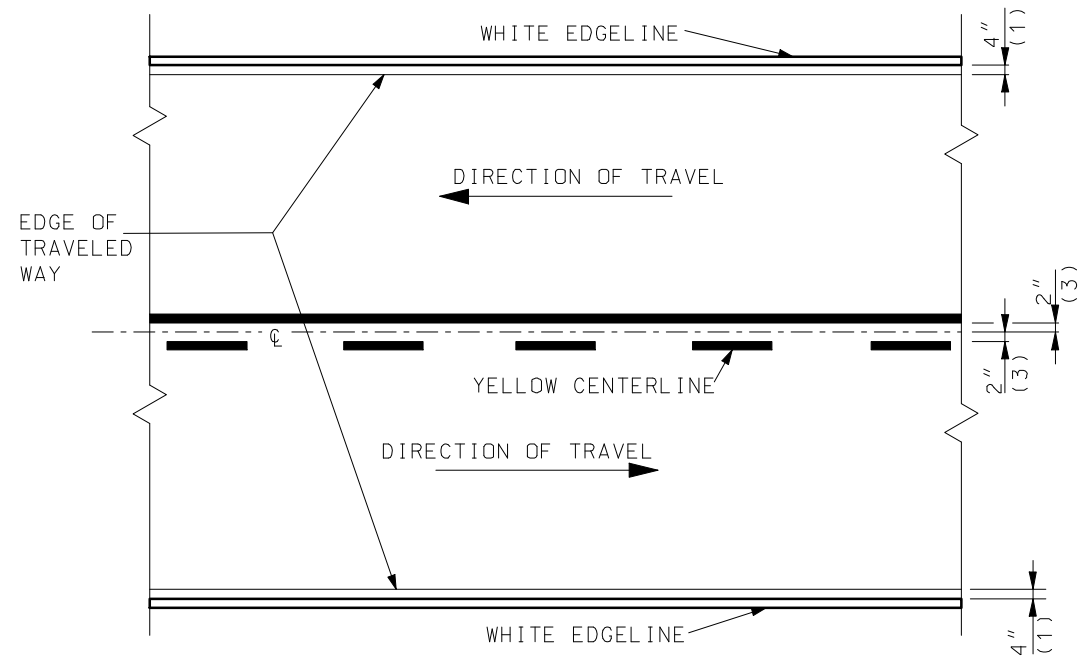 WHITE EDGELINE
4"
(1)
DIRECTION OF TRAVEL
EDGE OF
TRAVELED
WAY
2"
(3)
℄
2"
(3)
YELLOW CENTERLINE
DIRECTION OF TRAVEL
WHITE EDGELINE
4"
(1)